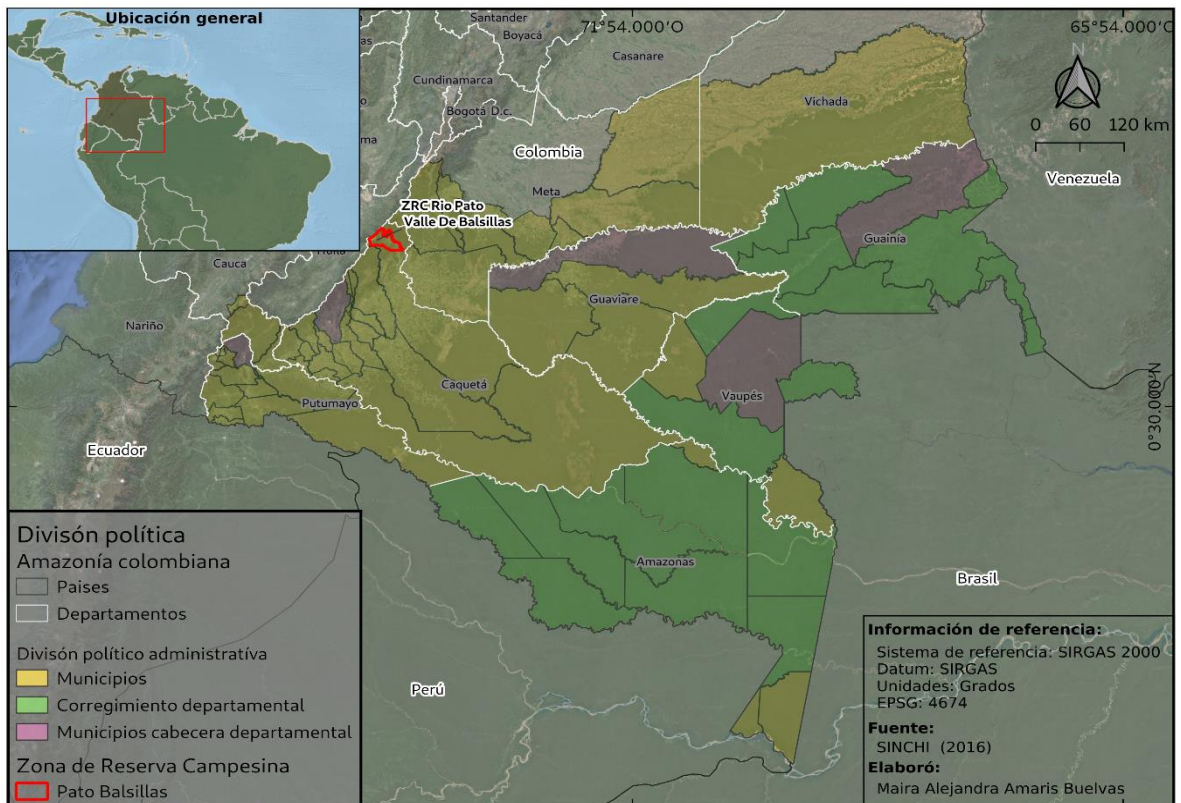 Ubicación general
71°54.000'O
65°54.000'O
Santander
Boyacá
Casanare
Cundinamarca
Bogotá D.c.
Vichada
N
0 60 120 km
Colombia
Venezuela
Meta
ZRC Rio Pato
Valle De Balsillas
Guainía
Cauca
Guaviare
Nariño
Caquetá
Vaupés
Putumayo
0°30.000'N
Ecuador
Amazonas
Brasil
Perú
Divisón política
Amazonía colombiana
Paises
Departamentos
Divisón político administratíva
Municipios
Corregimiento departamental
Municipios cabecera departamental
Zona de Reserva Campesina
Pato Balsillas
Información de referencia:
Sistema de referencia: SIRGAS 2000
Datum: SIRGAS
Unidades: Grados
EPSG: 4674
Fuente:
SINCHI (2016)
Elaboró:
Maira Alejandra Amaris Buelvas